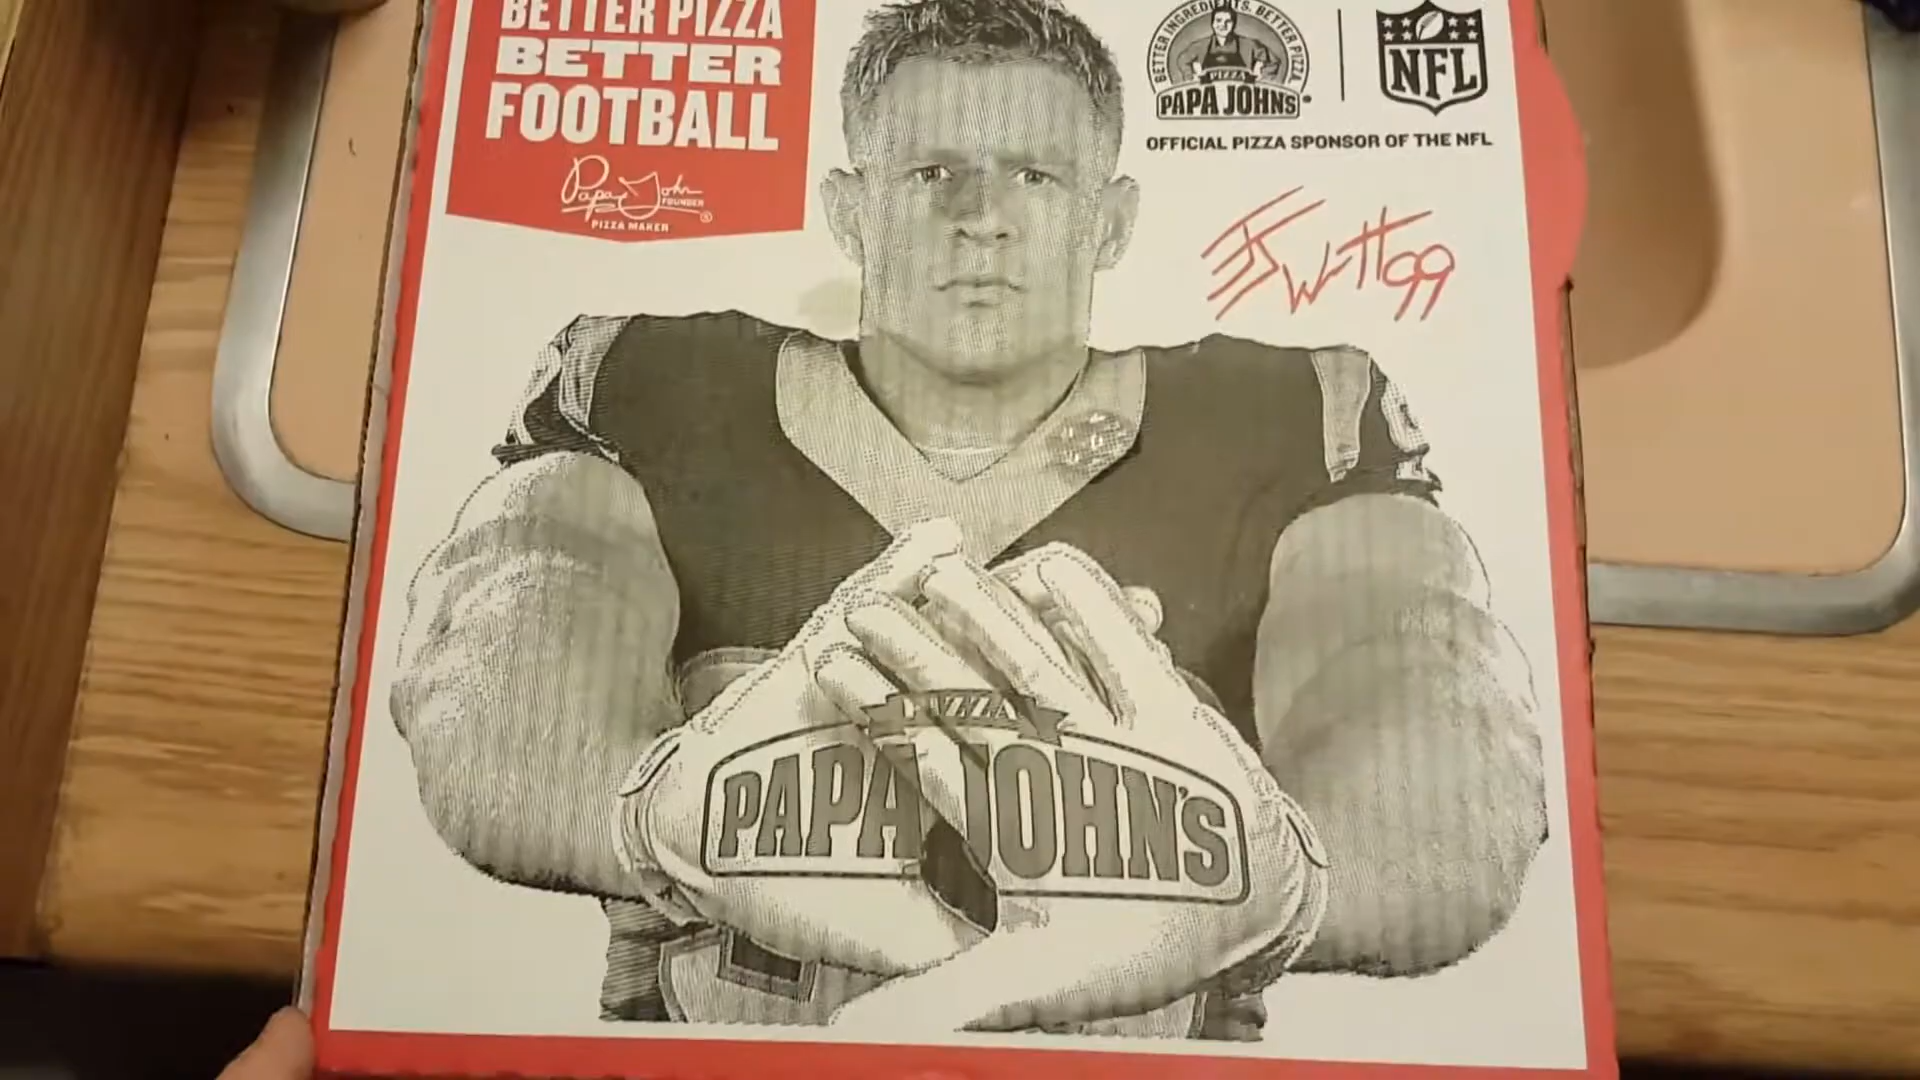 BETTER PIZZA
BETTER
FOOTBALL
Papa John
FOUNDER
PIZZA MAKER
BETTER INGREDIENTS. BETTER PIZZA.
PIZZA
PAPA JOHNS
NFL
OFFICIAL PIZZA SPONSOR OF THE NFL
JJ Watt 99
PIZZA
PAPA JOHN'S